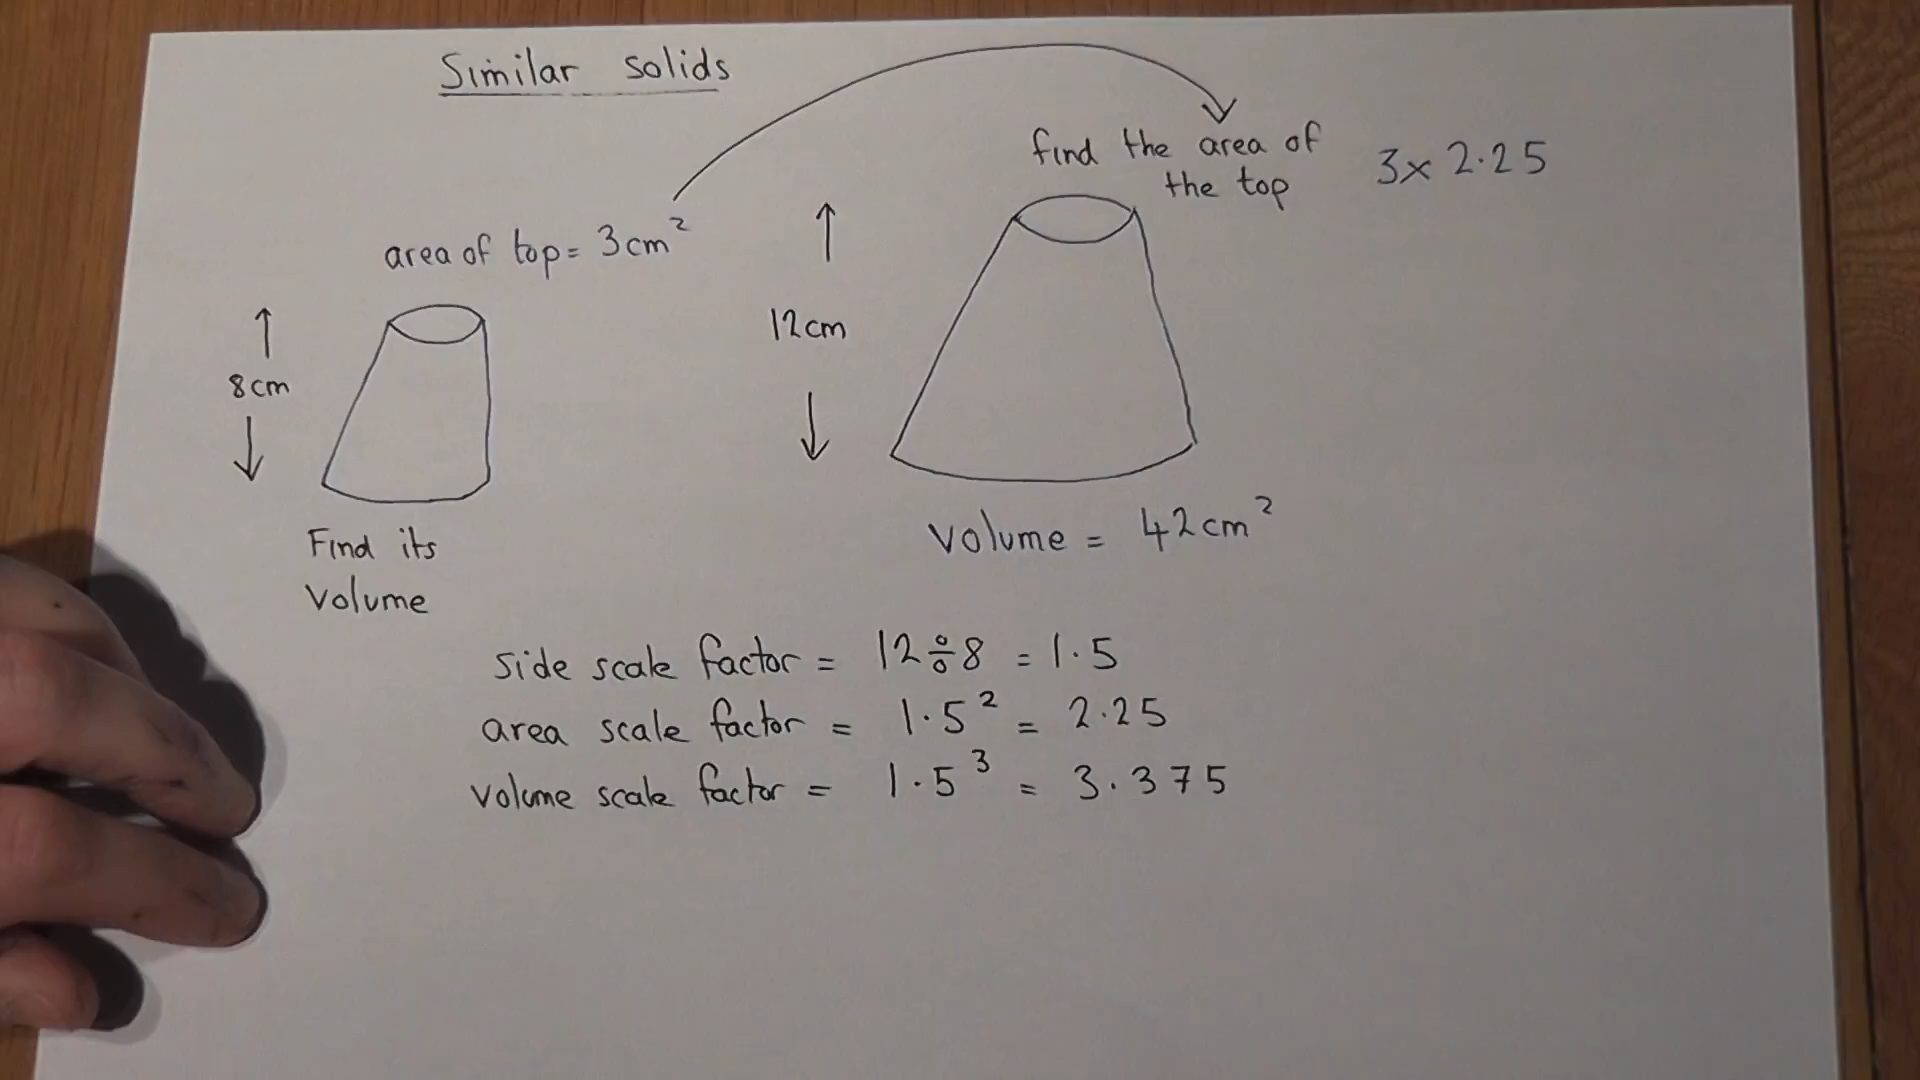 Similar solids
find the area of
the top
3x 2.25
area of top = 3cm²
8cm
12cm
Find its
Volume
Volume = 42cm²
side scale factor = 12÷8 = 1.5
area scale factor = 1.5² = 2.25
volume scale factor = 1.5³ = 3.375